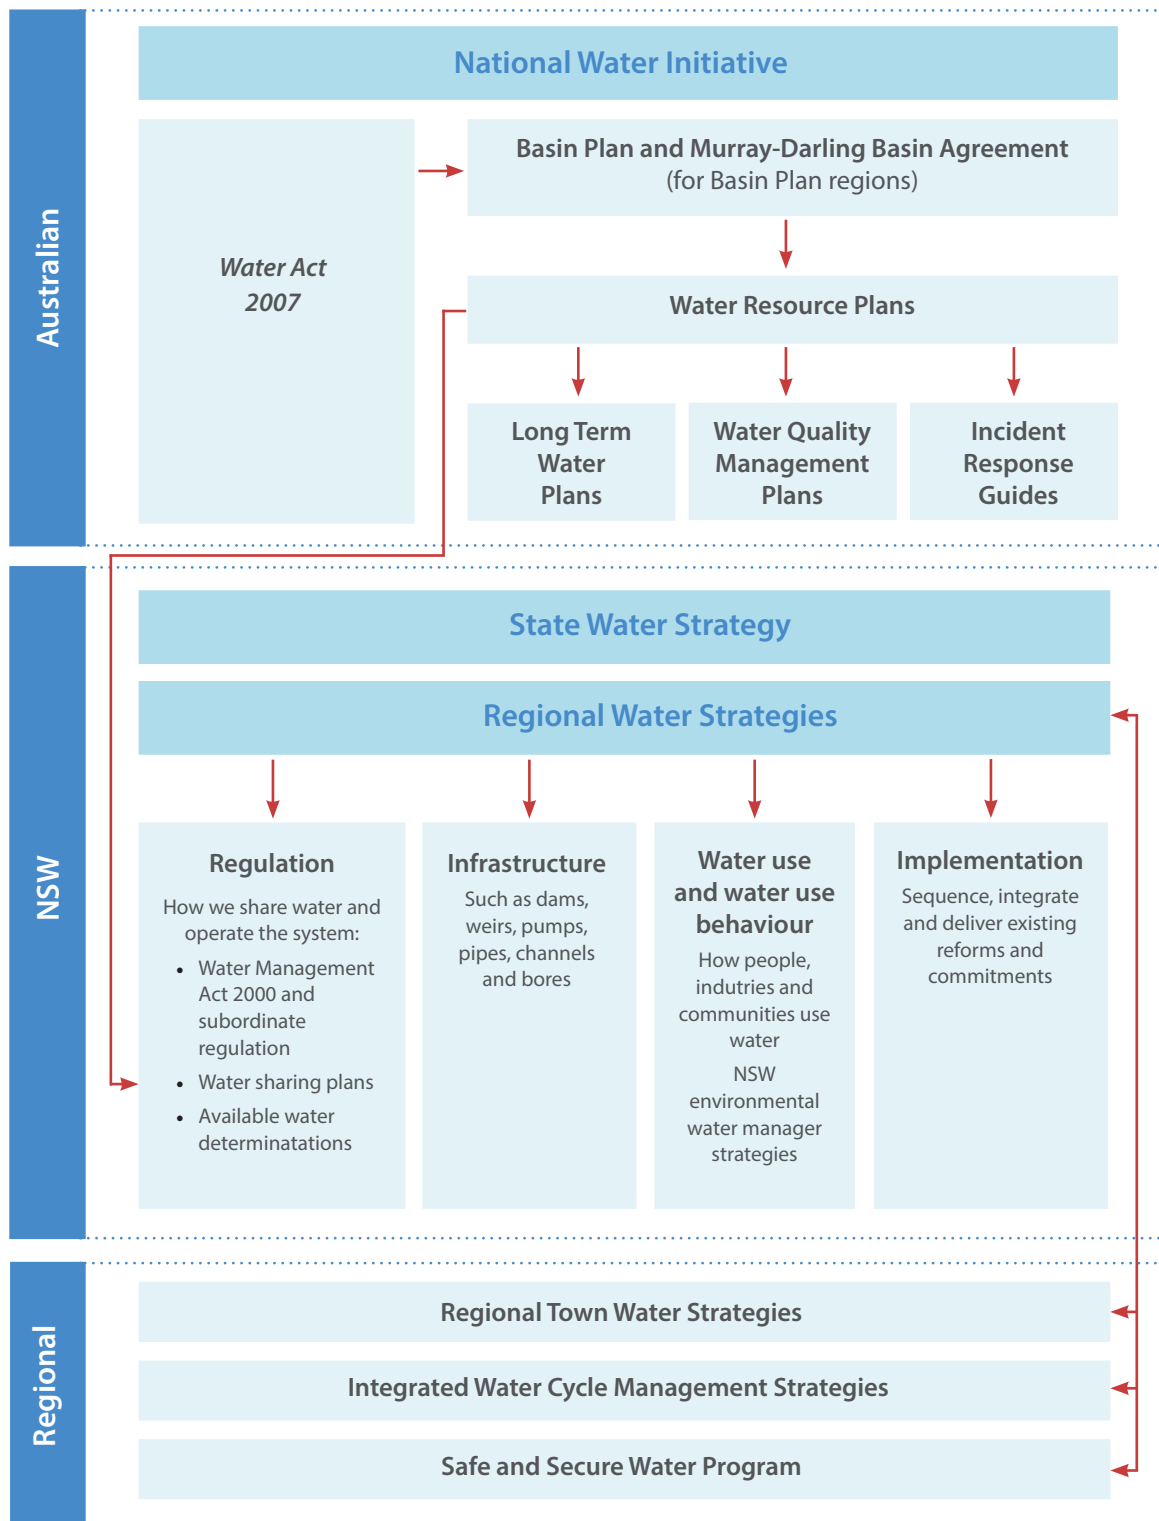 Australian
National Water Initiative
Water Act
2007
Basin Plan and Murray-Darling Basin Agreement
(for Basin Plan regions)
Water Resource Plans
Long Term
Water
Plans
Water Quality
Management
Plans
Incident
Response
Guides
NSW
State Water Strategy
Regional Water Strategies
Regulation
How we share water and
operate the system:
• Water Management
Act 2000 and
subordinate
regulation
• Water sharing plans
• Available water
determinatations
Infrastructure
Such as dams,
weirs, pumps,
pipes, channels
and bores
Water use
and water use
behaviour
How people,
indutries and
communities use
water
NSW
environmental
water manager
strategies
Implementation
Sequence, integrate
and deliver existing
reforms and
commitments
Regional
Regional Town Water Strategies
Integrated Water Cycle Management Strategies
Safe and Secure Water Program